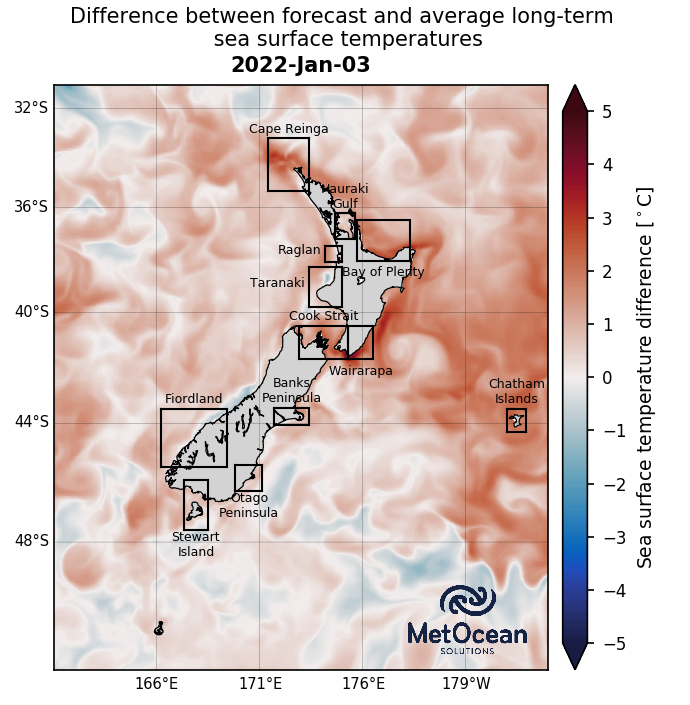 Difference between forecast and average long-term
sea surface temperatures
2022-Jan-03
32°S
36°S
40°S
44°S
48°S
Cape Reinga
Hauraki
Gulf
Raglan
Bay of Plenty
Taranaki
Cook Strait
Wairarapa
Banks
Peninsula
Fiordland
Chatham
Islands
Otago
Peninsula
Stewart
Island
MetOcean
SOLUTIONS
166°E
171°E
176°E
179°W
5
4
3
2
1
0
−1
−2
−3
−4
−5
Sea surface temperature difference [°C]